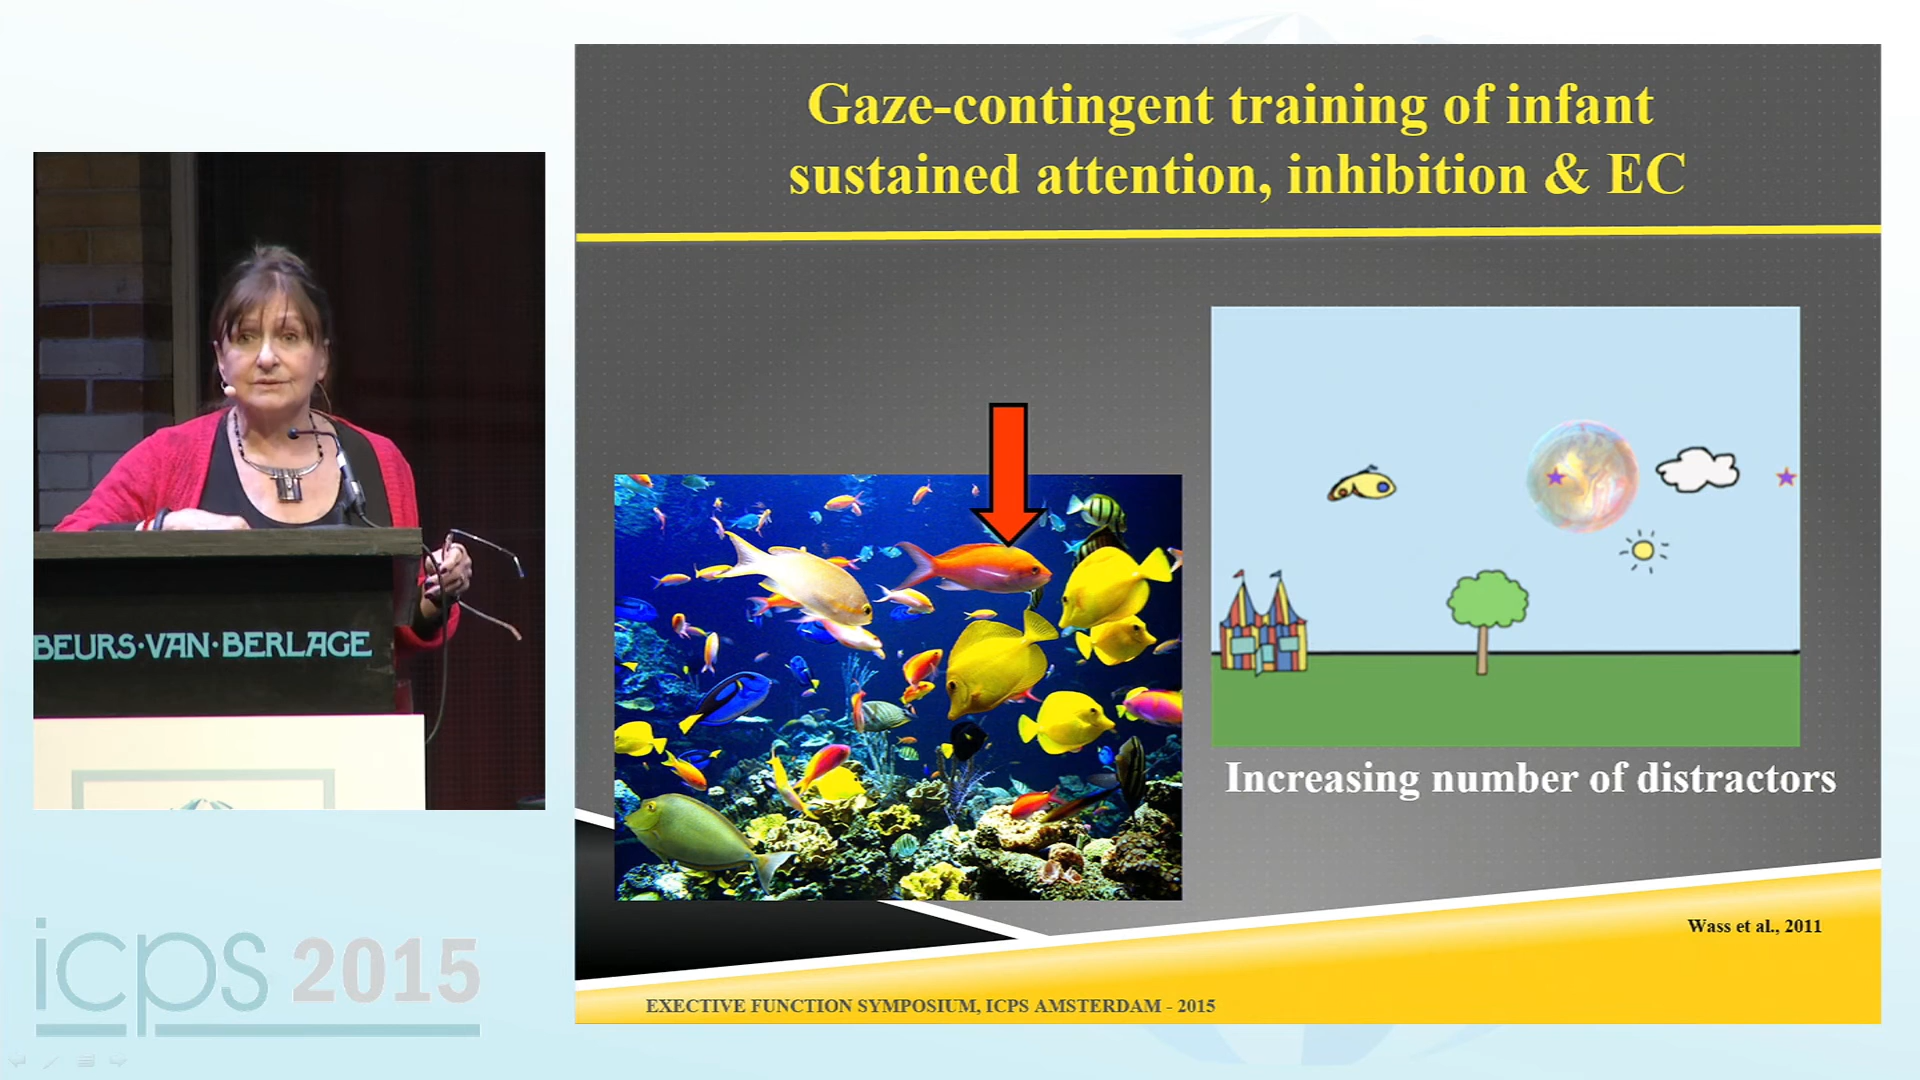 Gaze-contingent training of infant
sustained attention, inhibition & EC
BEURS·VAN·BERLAGE
Increasing number of distractors
Wass et al., 2011
EXECTIVE FUNCTION SYMPOSIUM, ICPS AMSTERDAM - 2015
icps 2015